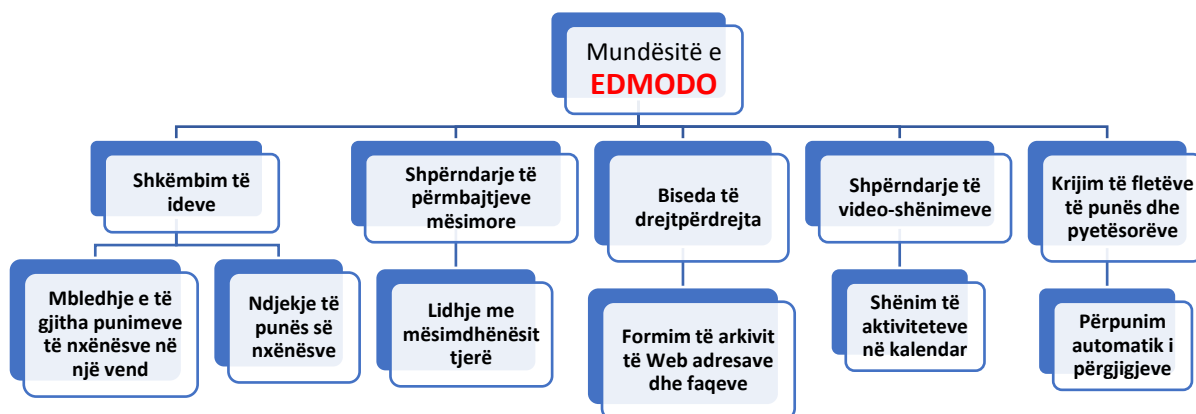 Mundësitë e
EDMODO
Shkëmbim të
ideve
Shpërndarje të
përmbajtjeve
mësimore
Biseda të
drejtpërdrejta
Shpërndarje të
video-shënimeve
Krijim të fletëve
të punës dhe
pyetësorëve
Mbledhje e të
gjitha punimeve
të nxënësve në
një vend
Ndjekje të
punës së
nxënësve
Lidhje me
mësimdhënësit
tjerë
Formim të arkivit
të Web adresave
dhe faqeve
Shënim të
aktiviteteve
në kalendar
Përpunim
automatik i
përgjigjeve